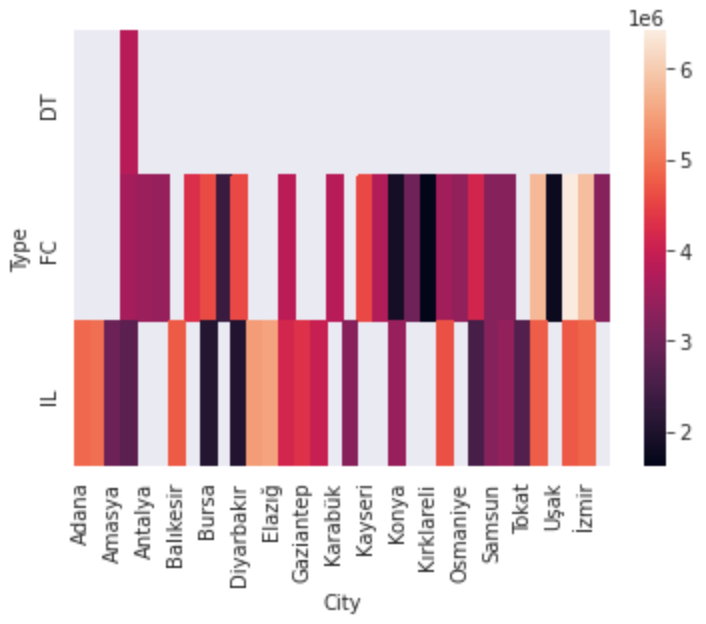 1e6
DT
FC
IL
Type
6
5
4
3
2
Adana
Amasya
Antalya
Balıkesir
Bursa
Diyarbakır
Elazığ
Gaziantep
Karabük
Kayseri
Konya
Kırklareli
Osmaniye
Samsun
Tokat
Uşak
İzmir
City